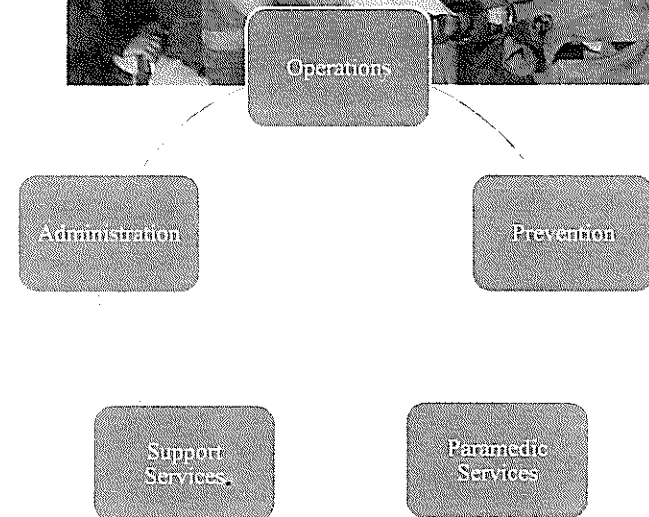 Operations
Administration
Prevention
Support
Services
Paramedic
Services